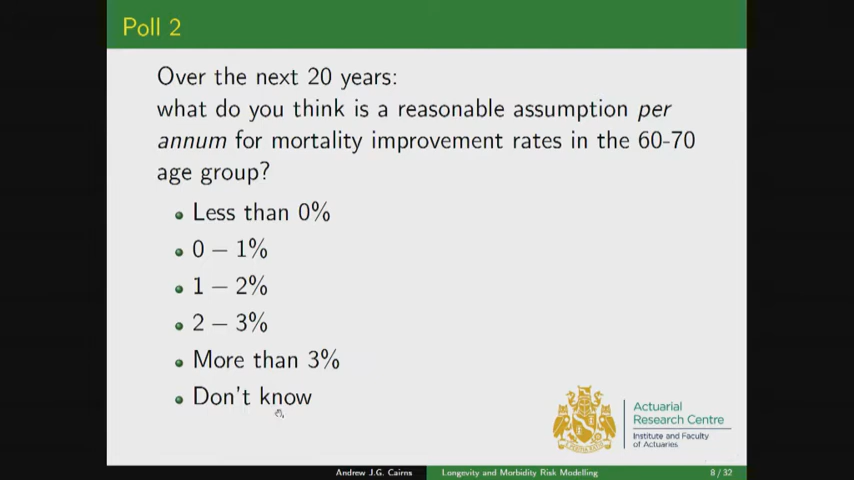 Poll 2
Over the next 20 years:
what do you think is a reasonable assumption per
annum for mortality improvement rates in the 60-70
age group?
Less than 0%
0 – 1%
1 – 2%
2 – 3%
More than 3%
Don't know
Actuarial
Research Centre
Institute and Faculty
of Actuaries
Andrew J.G. Cairns
Longevity and Morbidity Risk Modelling
8 / 32